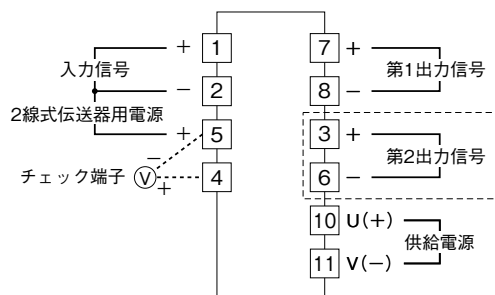 + 1
入力信号
− 2
2線式伝送器用電源
+ 5
−
チェック端子 V
+ 4
7 +
第1出力信号
8 −
3 +
第2出力信号
6 −
10 U(+)
供給電源
11 V(−)